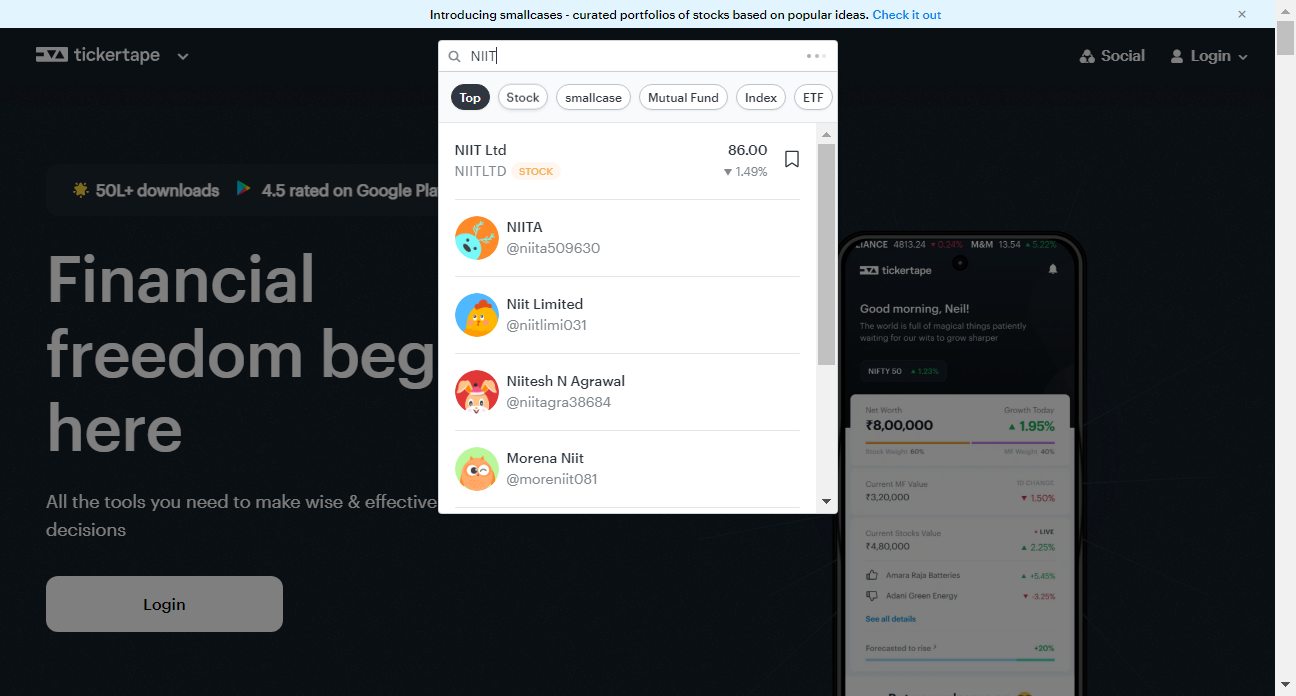 Introducing smallcases - curated portfolios of stocks based on popular ideas. Check it out
tickertape
NIIT
Social
Login
Top
Stock
smallcase
Mutual Fund
Index
ETF
NIIT Ltd
86.00
NIITLTD STOCK
▼ 1.49%
NIITA
@niita509630
Niit Limited
@niitlimi031
Niitesh N Agrawal
@niitagra38684
Morena Niit
@moreniit081
50L+ downloads
4.5 rated on Google Pla
Financial
freedom beg
here
All the tools you need to make wise & effective
decisions
Login
LIANCE 4813.24 ▼ 0.24% M&M 13.54 ▲ 5.22%
tickertape
Good morning, Neil!
The world is full of magical things patiently
waiting for our wits to grow sharper
NIFTY 50 ▲ 1.23%
Net Worth
Growth Today
₹8,00,000
▲ 1.95%
Stock Weight 60%
MF Weight 40%
Current MF Value
1D CHANGE
₹3,20,000
▼ 1.50%
Current Stocks Value
• LIVE
₹4,80,000
▲ 2.25%
Amara Raja Batteries
▲ +5.45%
Adani Green Energy
▼ -3.25%
See all details
Forecasted to rise ?
+20%